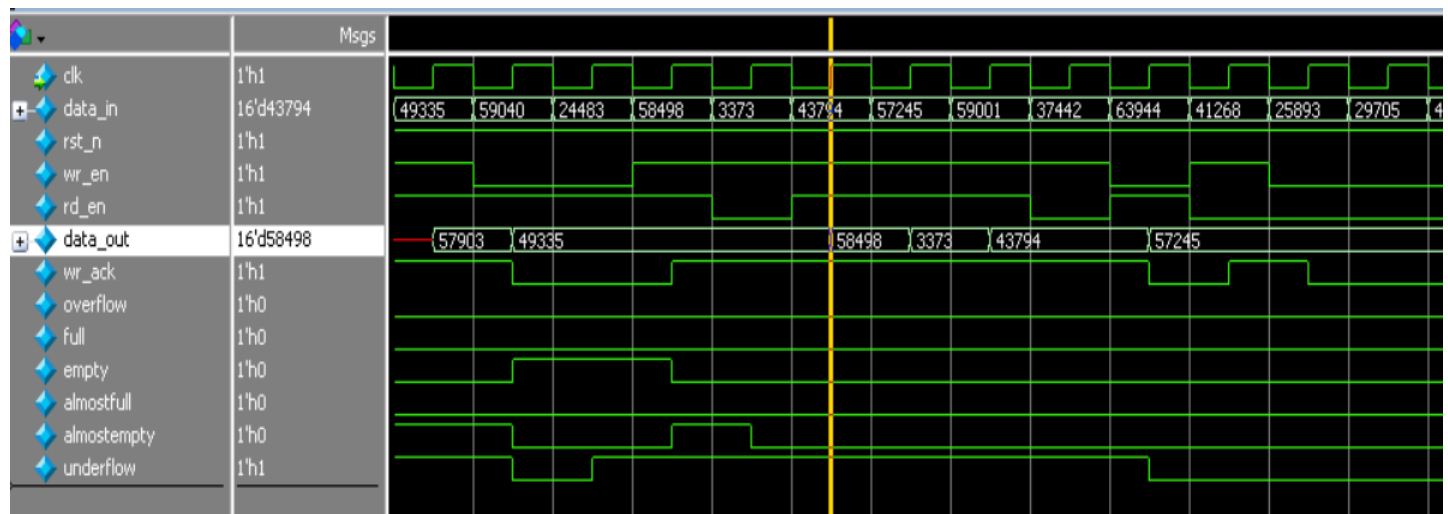 Msgs
clk 1'h1
data_in 16'd43794 49335 59040 24483 58498 3373 43794 57245 59001 37442 63944 41268 25893 29705 4
rst_n 1'h1
wr_en 1'h1
rd_en 1'h1
data_out 16'd58498 57903 49335 58498 3373 43794 57245
wr_ack 1'h1
overflow 1'h0
full 1'h0
empty 1'h0
almostfull 1'h0
almostempty 1'h0
underflow 1'h1